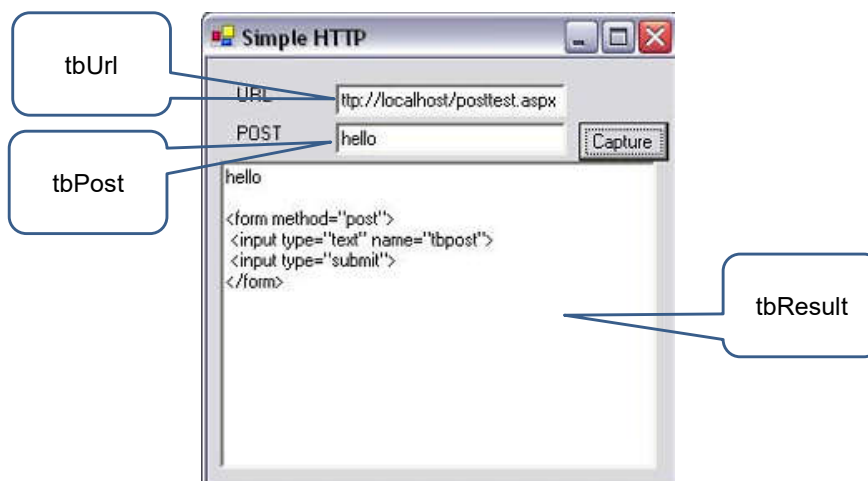 Simple HTTP
tbUrl
URL
ttp://localhost/posttest.aspx
POST
hello
Capture
tbPost
hello
<form method="post">
<input type="text" name="tbpost">
<input type="submit">
</form>
tbResult